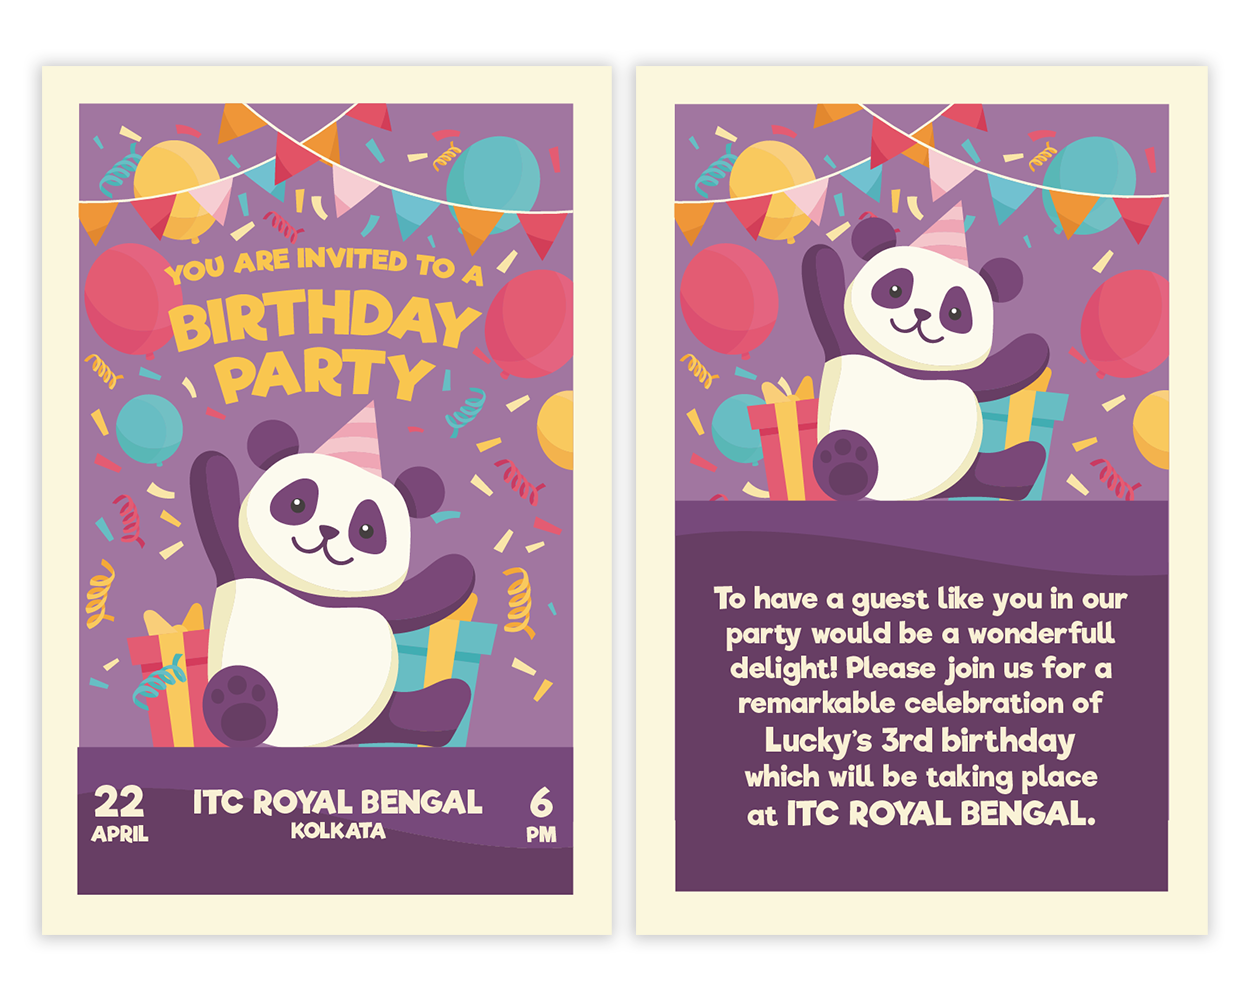 YOU ARE INVITED TO A
BIRTHDAY
PARTY
22
APRIL
ITC ROYAL BENGAL
KOLKATA
6
PM
To have a guest like you in our
party would be a wonderfull
delight! Please join us for a
remarkable celebration of
Lucky's 3rd birthday
which will be taking place
at ITC ROYAL BENGAL.